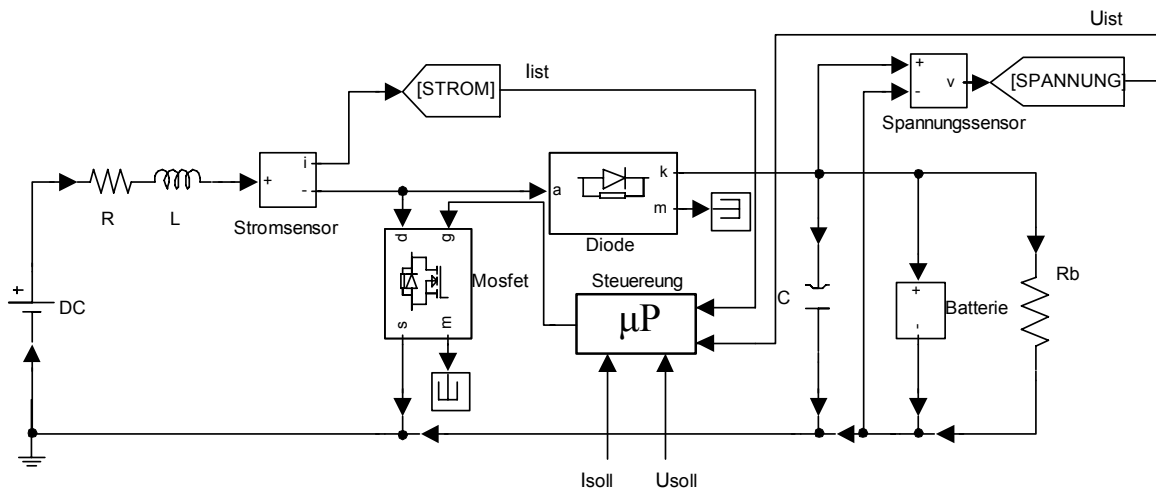 Uist
Iist
[STROM]
+
-
v
[SPANNUNG]
Spannungssensor
+
i
-
R
L
Stromsensor
a
k
m
Diode
d
g
s
m
Mosfet
Steuereung
µP
+
DC
C
+
-
Batterie
Rb
Isoll
Usoll